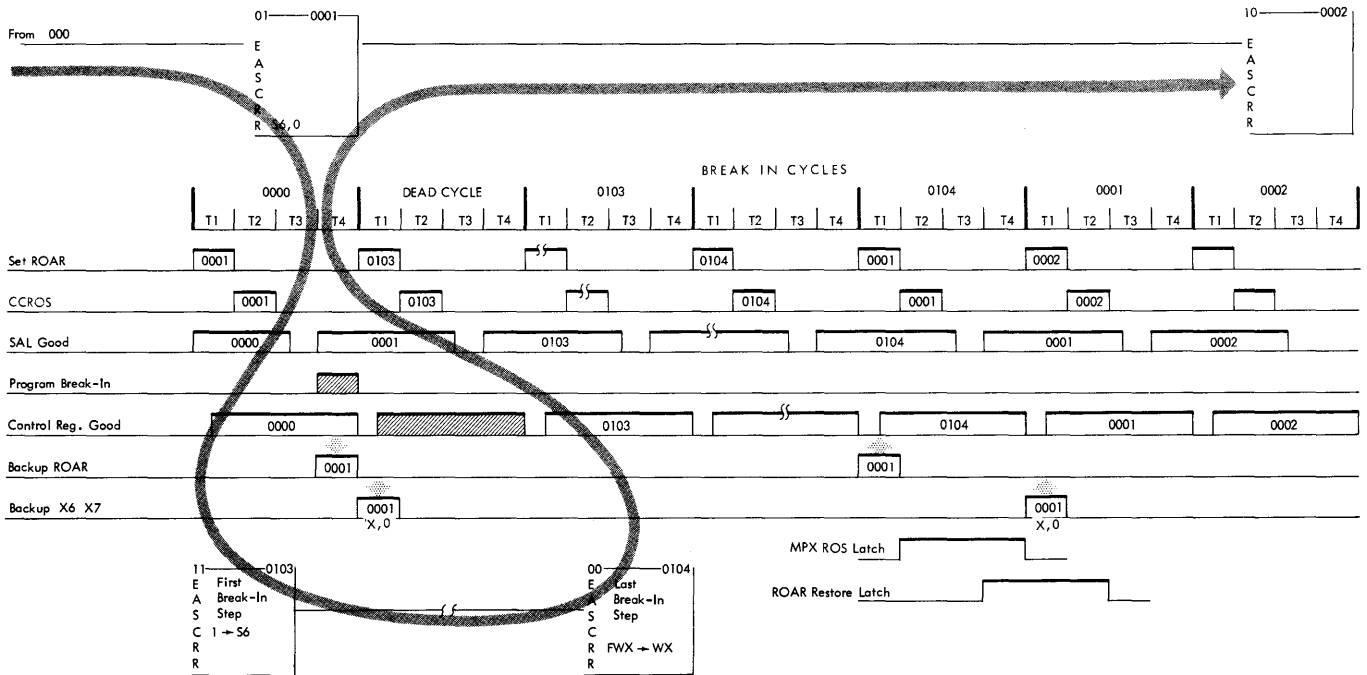 01 0001
10 0002
From 000
E
A
S
C
R
R S6,0
E
A
S
C
R
R
BREAK IN CYCLES
0000 DEAD CYCLE 0103 0104 0001 0002
T1 T2 T3 T4 T1 T2 T3 T4 T1 T2 T3 T4 T1 T2 T3 T4 T1 T2 T3 T4 T1 T2 T3 T4 T1 T2 T3 T4
Set ROAR 0001 0103 0104 0001 0002
CCROS 0001 0103 0104 0001 0002
SAL Good 0000 0001 0103 0104 0001 0002
Program Break-In
Control Reg. Good 0000 0103 0104 0001 0002
Backup ROAR 0001 0001
Backup X6 X7 0001 0001
'X,0 X,0
MPX ROS Latch
ROAR Restore Latch
11 0103
E First
A Break-In
S Step
C 1 → S6
R
R
00 0104
E Last
A Break-In
S Step
C
R FWX → WX
R